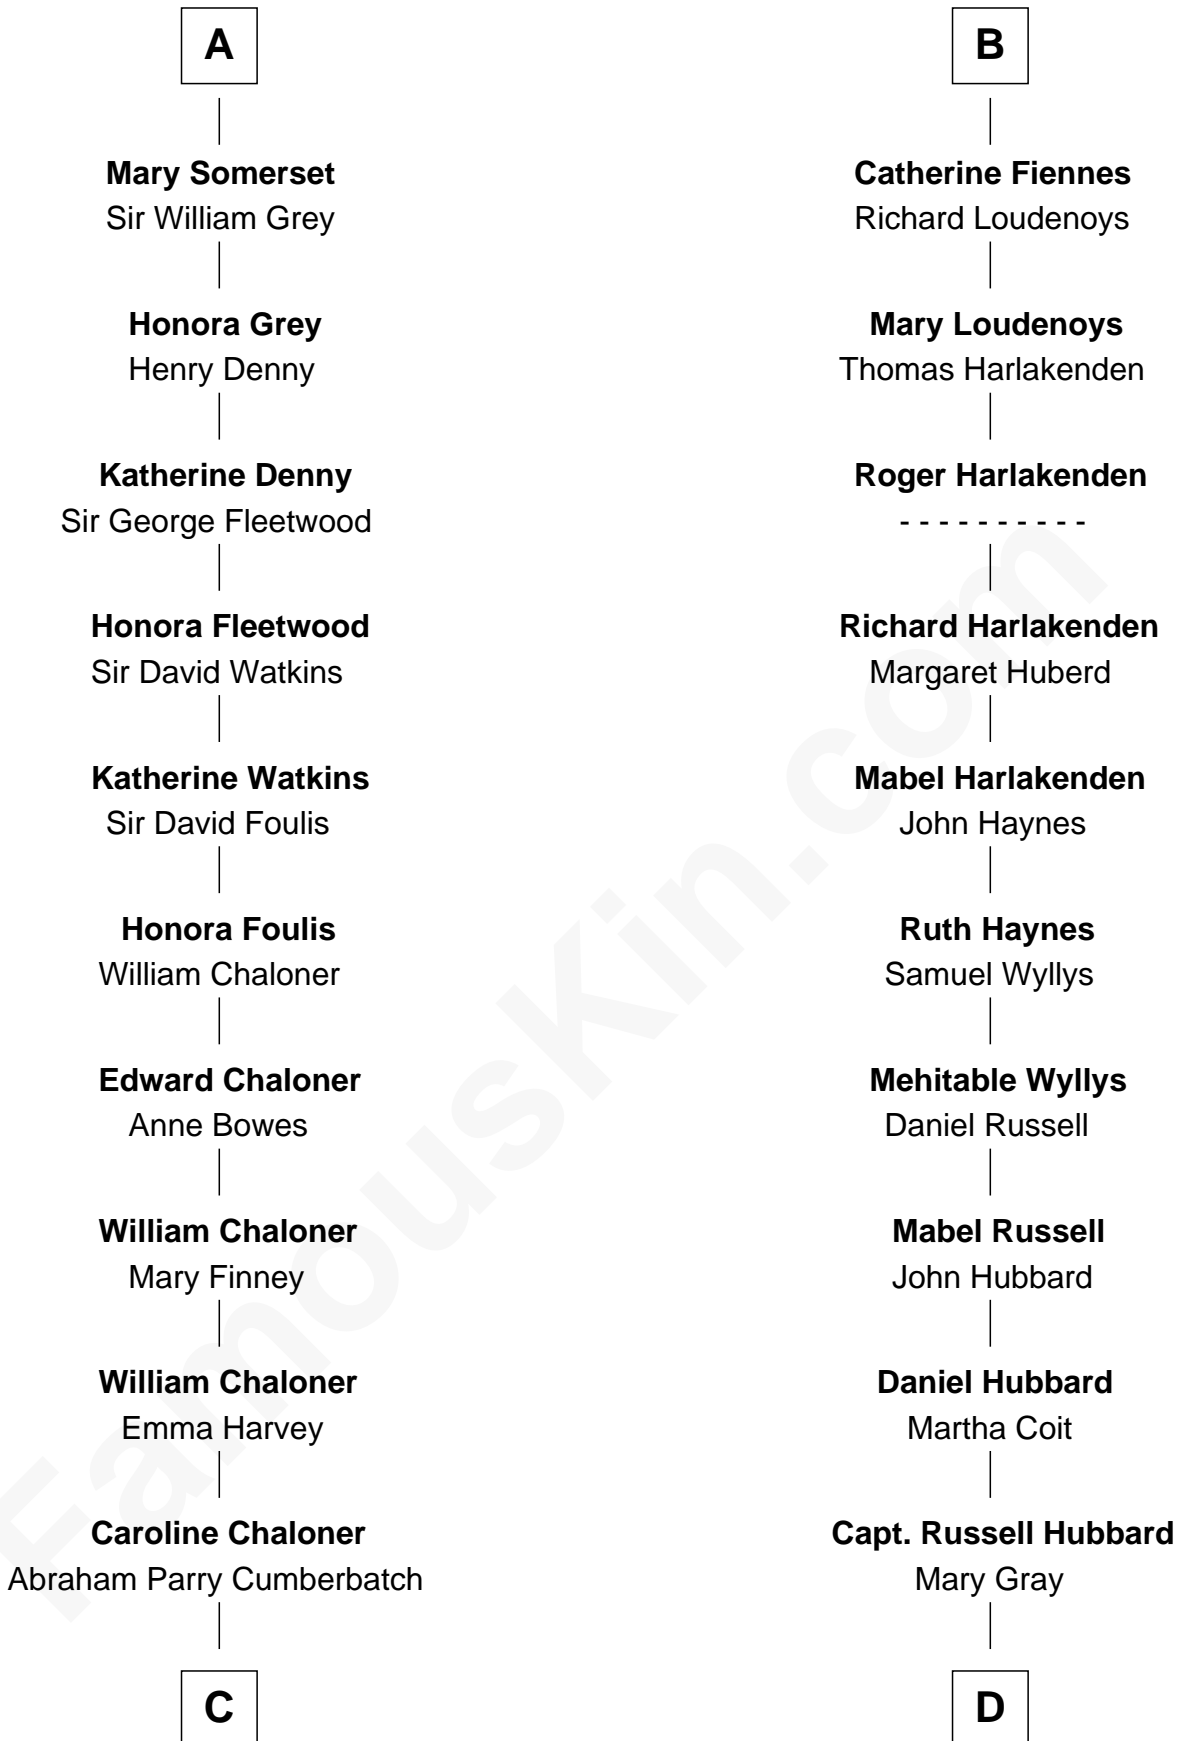 A
Mary Somerset
Sir William Grey
Honora Grey
Henry Denny
Katherine Denny
Sir George Fleetwood
Honora Fleetwood
Sir David Watkins
Katherine Watkins
Sir David Foulis
Honora Foulis
William Chaloner
Edward Chaloner
Anne Bowes
William Chaloner
Mary Finney
William Chaloner
Emma Harvey
Caroline Chaloner
Abraham Parry Cumberbatch
C
B
Catherine Fiennes
Richard Loudenoys
Mary Loudenoys
Thomas Harlakenden
Roger Harlakenden
- - - - - - - - - -
Richard Harlakenden
Margaret Huberd
Mabel Harlakenden
John Haynes
Ruth Haynes
Samuel Wyllys
Mehitable Wyllys
Daniel Russell
Mabel Russell
John Hubbard
Daniel Hubbard
Martha Coit
Capt. Russell Hubbard
Mary Gray
D
FamousKin.com